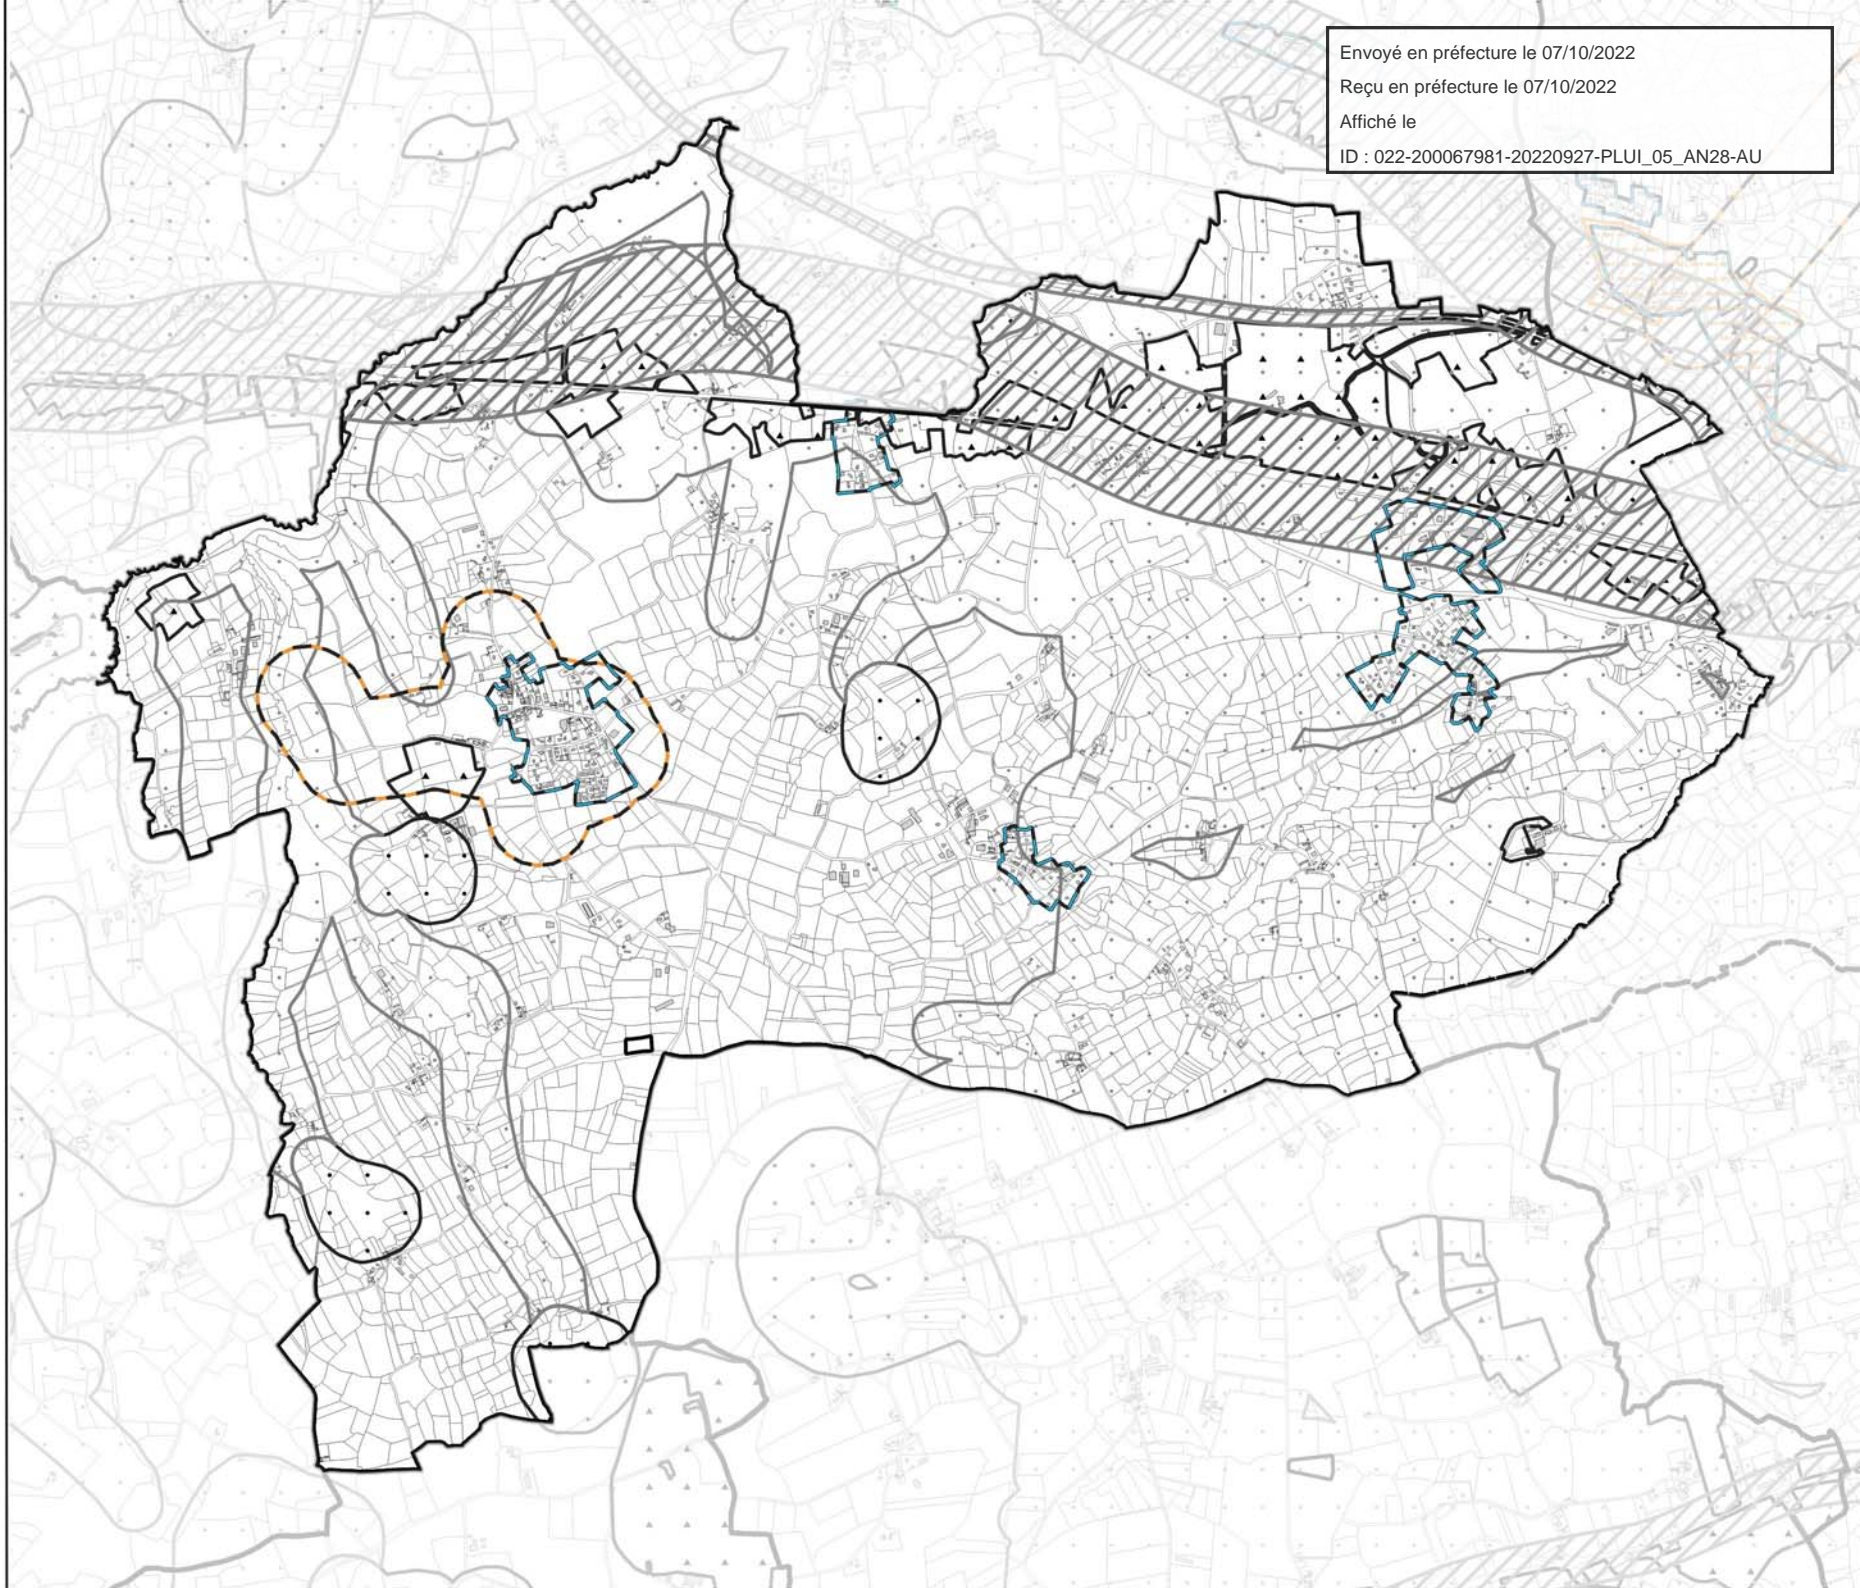 Envoyé en préfecture le 07/10/2022
Reçu en préfecture le 07/10/2022
Affiché le
ID : 022-200067981-20220927-PLUI_05_AN28-AU